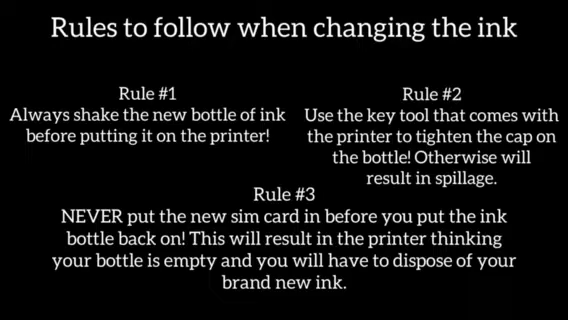 Rules to follow when changing the ink
Rule #1
Always shake the new bottle of ink
before putting it on the printer!
Rule #2
Use the key tool that comes with
the printer to tighten the cap on
the bottle! Otherwise will
result in spillage.
Rule #3
NEVER put the new sim card in before you put the ink
bottle back on! This will result in the printer thinking
your bottle is empty and you will have to dispose of your
brand new ink.